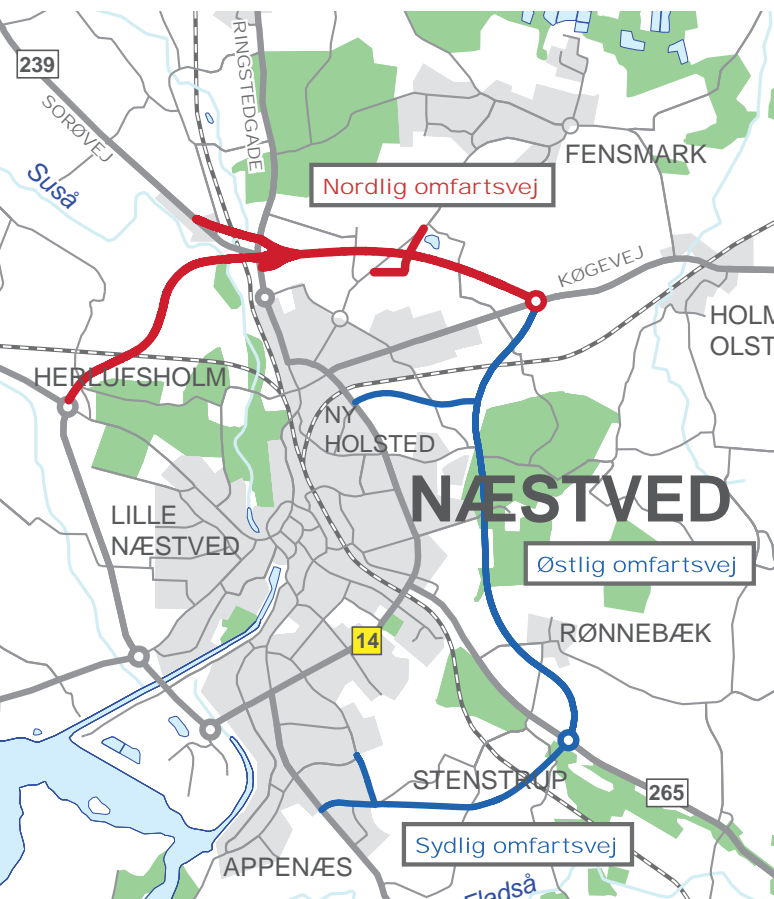 239
SORØVEJ
RINGSTEDGADE
Suså
FENSMARK
Nordlig omfartsvej
KØGEVEJ
HOLM
OLST
HERLUFSHOLM
NY
HOLSTED
NÆSTVED
LILLE
NÆSTVED
Østlig omfartsvej
RØNNEBÆK
14
STENSTRUP
265
Sydlig omfartsvej
APPENÆS
Fladså